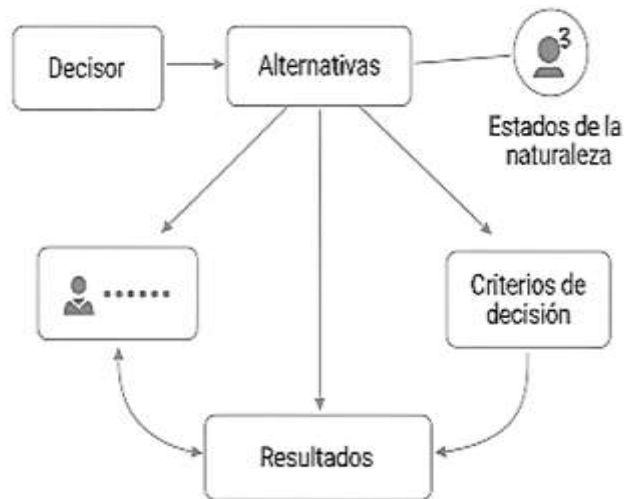 Decisor
Alternativas
3
Estados de la
naturaleza
Criterios de
decisión
Resultados